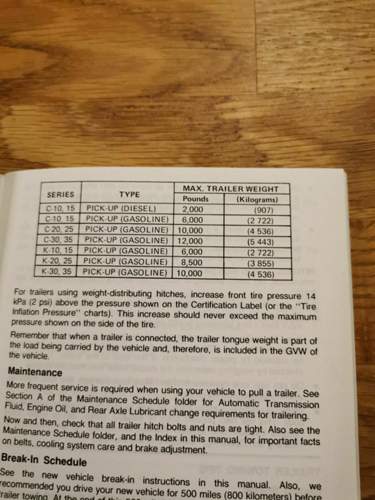 SERIES TYPE MAX. TRAILER WEIGHT
Pounds (Kilograms)
C-10, 15 PICK-UP (DIESEL) 2,000 (907)
C-10, 15 PICK-UP (GASOLINE) 6,000 (2 722)
C-20, 25 PICK-UP (GASOLINE) 10,000 (4 536)
C-30, 35 PICK-UP (GASOLINE) 12,000 (5 443)
K-10, 15 PICK-UP (GASOLINE) 6,000 (2 722)
K-20, 25 PICK-UP (GASOLINE) 8,500 (3 855)
K-30, 35 PICK-UP (GASOLINE) 10,000 (4 536)
For trailers using weight-distributing hitches, increase front tire pressure 14
kPa (2 psi) above the pressure shown on the Certification Label (or the "Tire
Inflation Pressure" charts). This increase should never exceed the maximum
pressure shown on the side of the tire.
Remember that when a trailer is connected, the trailer tongue weight is part of
the load being carried by the vehicle and, therefore, is included in the GVW of
the vehicle.
Maintenance
More frequent service is required when using your vehicle to pull a trailer. See
Section A of the Maintenance Schedule folder for Automatic Transmission
Fluid, Engine Oil, and Rear Axle Lubricant change requirements for trailering.
Now and then, check that all trailer hitch bolts and nuts are tight. Also see the
Maintenance Schedule folder, and the Index in this manual, for important facts
on belts, cooling system care and brake adjustment.
Break-In Schedule
See the new vehicle break-in instructions in this manual. Also, we
recommended you drive your new vehicle for 500 miles (800 kilometers) before
trailer towing. At the end of this